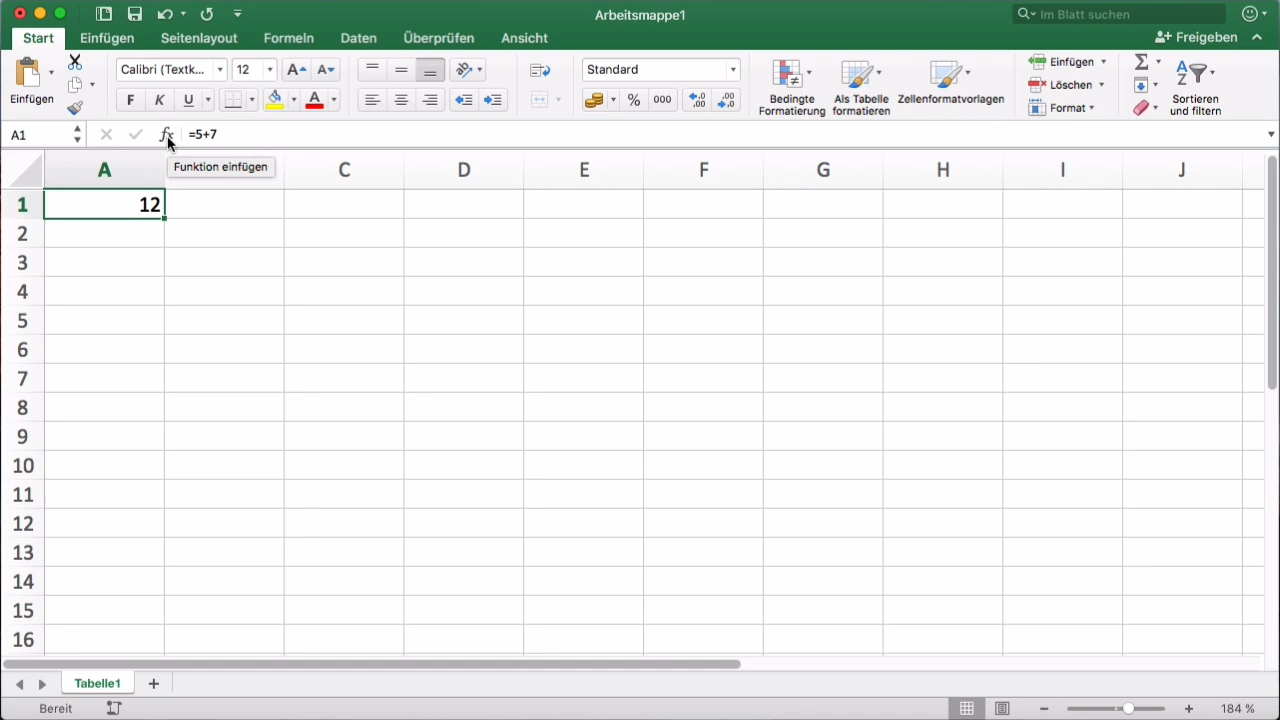 Arbeitsmappe1
Im Blatt suchen
Start Einfügen Seitenlayout Formeln Daten Überprüfen Ansicht
Freigeben
Einfügen
Calibri (Textk... 12
F K U
A
Standard
% 000
Bedingte Formatierung
Als Tabelle formatieren
Zellenformatvorlagen
Einfügen
Löschen
Format
Sortieren und filtern
A1 fx =5+7
Funktion einfügen
A C D E F G H I J
1 12
2
3
4
5
6
7
8
9
10
11
12
13
14
15
16
Tabelle1
Bereit 184 %